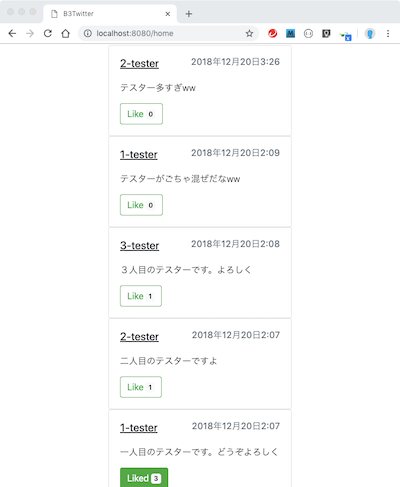 B3Twitter
localhost:8080/home
2-tester 2018年12月20日3:26
テスター多すぎww
Like 0
1-tester 2018年12月20日2:09
テスターがごちゃ混ぜだなww
Like 0
3-tester 2018年12月20日2:08
３人目のテスターです。よろしく
Like 1
2-tester 2018年12月20日2:07
二人目のテスターですよ
Like 1
1-tester 2018年12月20日2:07
一人目のテスターです。どうぞよろしく
Liked 3